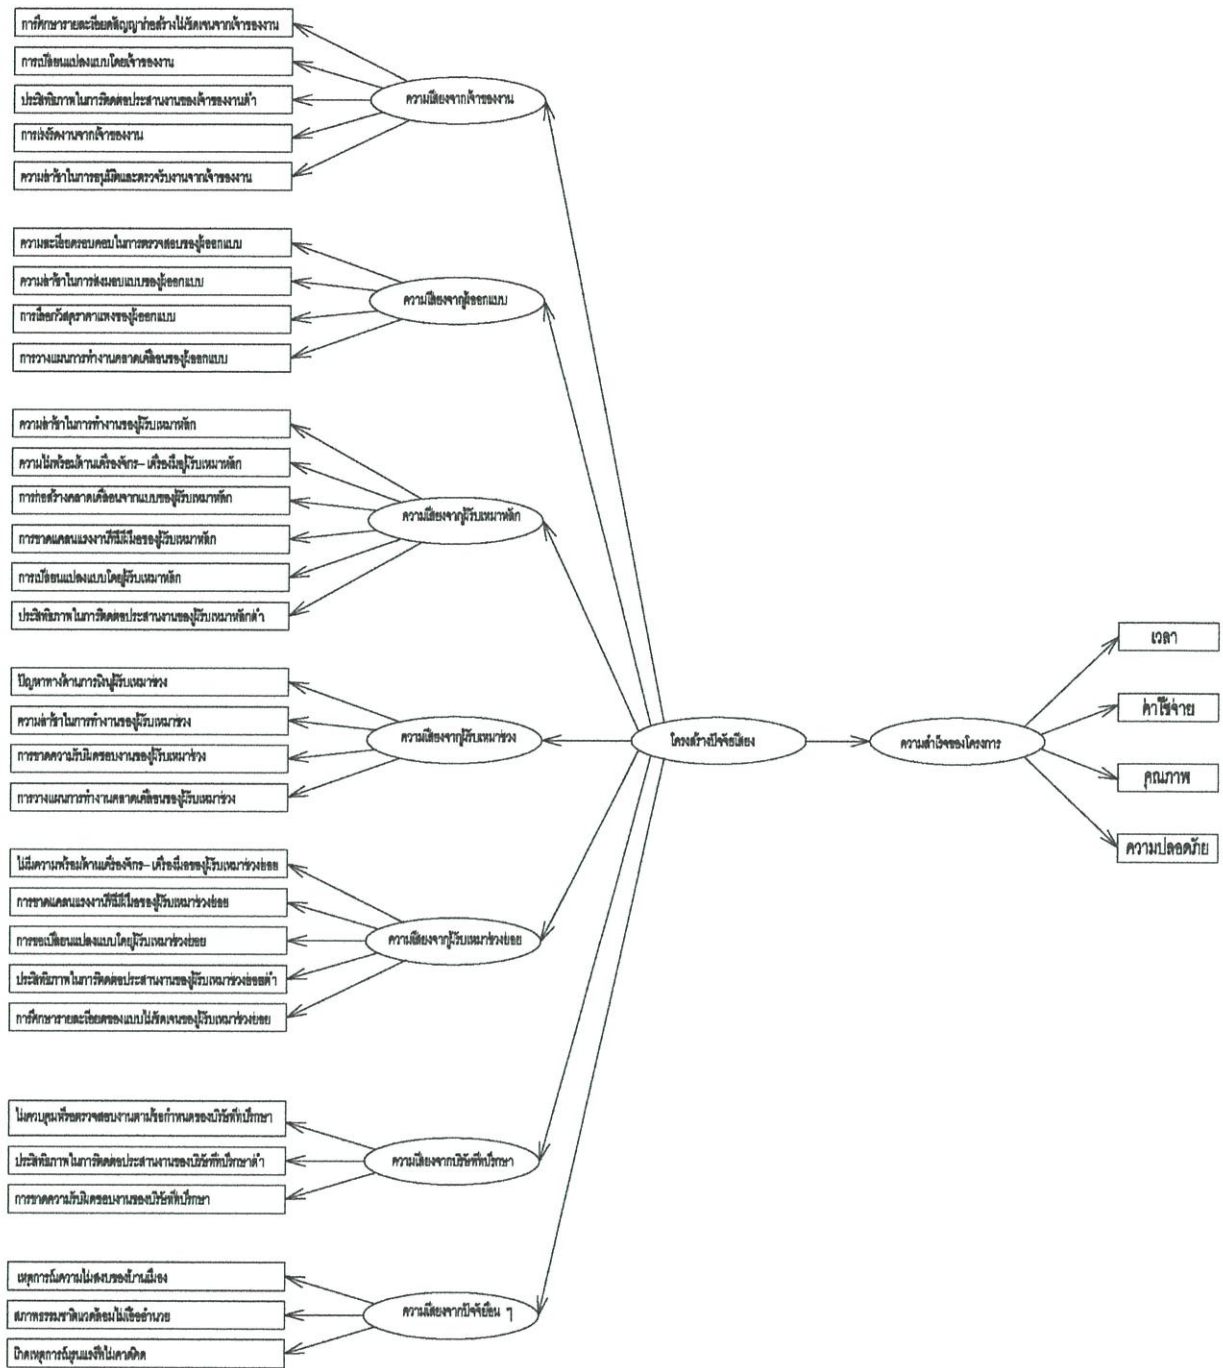 การศึกษารายละเอียดสัญญาก่อสร้างไม่ชัดเจนจากเจ้าของงาน
การเปลี่ยนแปลงแบบโดยเจ้าของงาน
ประสิทธิภาพในการติดต่อประสานงานของเจ้าของงานต่ำ
การเร่งรัดงานจากเจ้าของงาน
ความล่าช้าในการอนุมัติและตรวจรับงานจากเจ้าของงาน
ความเสี่ยงจากเจ้าของงาน
ความละเอียดรอบคอบในการตรวจสอบของผู้ออกแบบ
ความล่าช้าในการส่งมอบแบบของผู้ออกแบบ
การเลือกวัสดุราคาแพงของผู้ออกแบบ
การวางแผนการทำงานคลาดเคลื่อนของผู้ออกแบบ
ความเสี่ยงจากผู้ออกแบบ
ความล่าช้าในการทำงานของผู้รับเหมาหลัก
ความไม่พร้อมด้านเครื่องจักร–เครื่องมือผู้รับเหมาหลัก
การก่อสร้างคลาดเคลื่อนจากแบบของผู้รับเหมาหลัก
การขาดแคลนแรงงานที่มีฝีมือของผู้รับเหมาหลัก
การเปลี่ยนแปลงแบบโดยผู้รับเหมาหลัก
ประสิทธิภาพในการติดต่อประสานงานของผู้รับเหมาหลักต่ำ
ความเสี่ยงจากผู้รับเหมาหลัก
ปัญหาทางด้านการเงินผู้รับเหมาช่วง
ความล่าช้าในการทำงานของผู้รับเหมาช่วง
การขาดความรับผิดชอบงานของผู้รับเหมาช่วง
การวางแผนการทำงานคลาดเคลื่อนของผู้รับเหมาช่วง
ความเสี่ยงจากผู้รับเหมาช่วง
ไม่มีความพร้อมด้านเครื่องจักร–เครื่องมือของผู้รับเหมาช่วงย่อย
การขาดแคลนแรงงานที่มีฝีมือของผู้รับเหมาช่วงย่อย
การขอเปลี่ยนแปลงแบบโดยผู้รับเหมาช่วงย่อย
ประสิทธิภาพในการติดต่อประสานงานของผู้รับเหมาช่วงย่อยต่ำ
การศึกษารายละเอียดของแบบไม่ชัดเจนของผู้รับเหมาช่วงย่อย
ความเสี่ยงจากผู้รับเหมาช่วงย่อย
ไม่ควบคุมหรือตรวจสอบงานตามข้อกำหนดของบริษัทที่ปรึกษา
ประสิทธิภาพในการติดต่อประสานงานของบริษัทที่ปรึกษาต่ำ
การขาดความรับผิดชอบงานของบริษัทที่ปรึกษา
ความเสี่ยงจากบริษัทที่ปรึกษา
เหตุการณ์ความไม่สงบของบ้านเมือง
สภาพธรรมชาติแวดล้อมไม่เอื้ออำนวย
เกิดเหตุการณ์รุนแรงที่ไม่คาดคิด
ความเสี่ยงจากปัจจัยอื่น ๆ
โครงสร้างปัจจัยเสี่ยง
ความสำเร็จของโครงการ
เวลา
ค่าใช้จ่าย
คุณภาพ
ความปลอดภัย